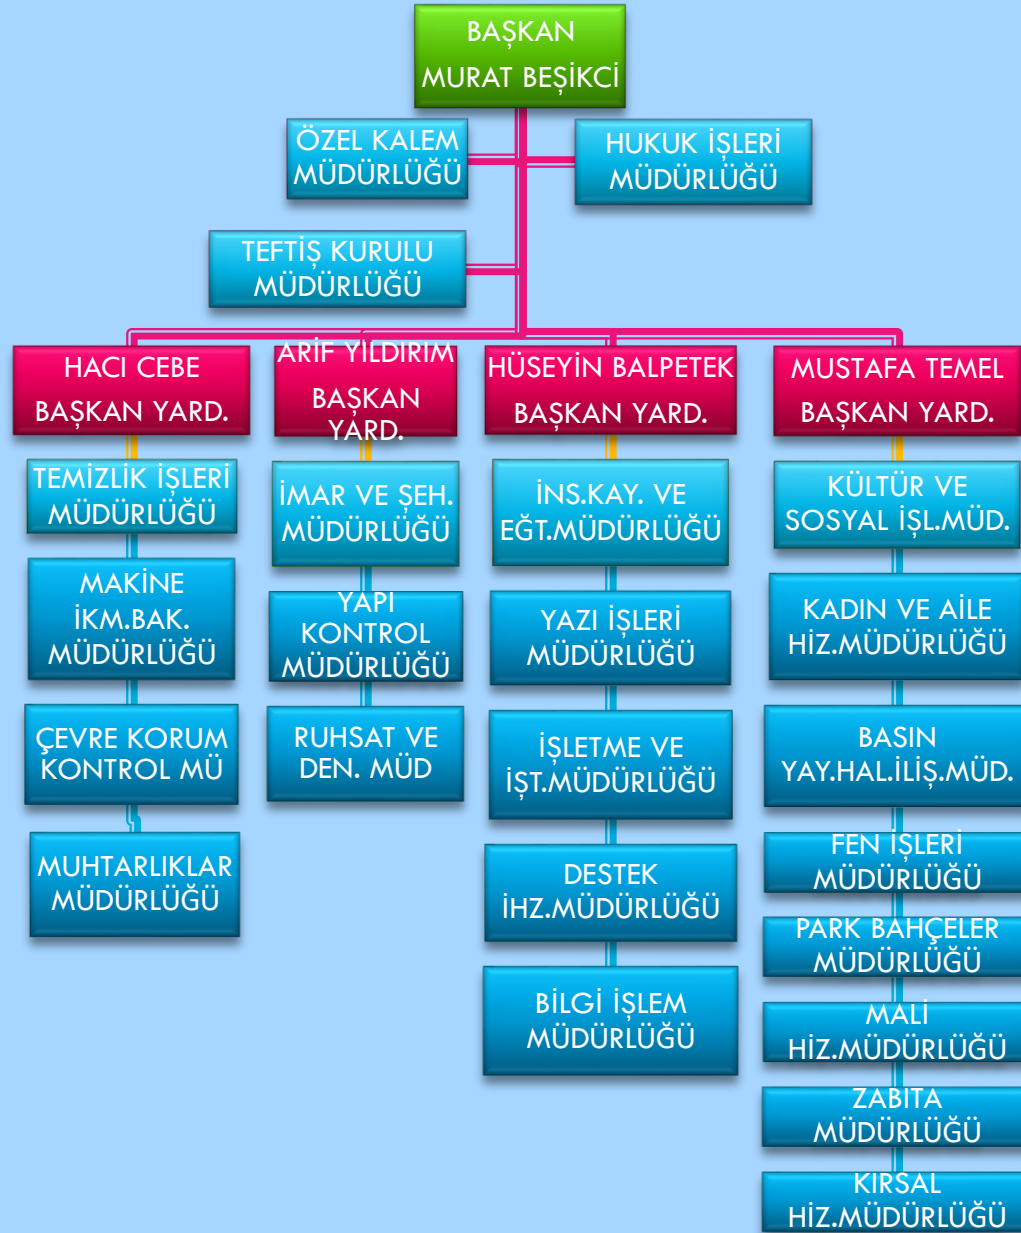 BAŞKAN
MURAT BEŞİKCİ
ÖZEL KALEM
MÜDÜRLÜĞÜ
HUKUK İŞLERİ
MÜDÜRLÜĞÜ
TEFTİŞ KURULU
MÜDÜRLÜĞÜ
HACI CEBE
BAŞKAN YARD.
TEMİZLİK İŞLERİ
MÜDÜRLÜĞÜ
MAKİNE
İKM.BAK.
MÜDÜRLÜĞÜ
ÇEVRE KORUM
KONTROL MÜ
MUHTARLIKLAR
MÜDÜRLÜĞÜ
ARİF YILDIRIM
BAŞKAN
YARD.
İMAR VE ŞEH.
MÜDÜRLÜĞÜ
YAPI
KONTROL
MÜDÜRLÜĞÜ
RUHSAT VE
DEN. MÜD
HÜSEYİN BALPETEK
BAŞKAN YARD.
İNS.KAY. VE
EĞT.MÜDÜRLÜĞÜ
YAZI İŞLERİ
MÜDÜRLÜĞÜ
İŞLETME VE
İŞT.MÜDÜRLÜĞÜ
DESTEK
İHZ.MÜDÜRLÜĞÜ
BİLGİ İŞLEM
MÜDÜRLÜĞÜ
MUSTAFA TEMEL
BAŞKAN YARD.
KÜLTÜR VE
SOSYAL İŞL.MÜD.
KADIN VE AİLE
HİZ.MÜDÜRLÜĞÜ
BASIN
YAY.HAL.İLİŞ.MÜD.
FEN İŞLERİ
MÜDÜRLÜĞÜ
PARK BAHÇELER
MÜDÜRLÜĞÜ
MALİ
HİZ.MÜDÜRLÜĞÜ
ZABITA
MÜDÜRLÜĞÜ
KIRSAL
HİZ.MÜDÜRLÜĞÜ